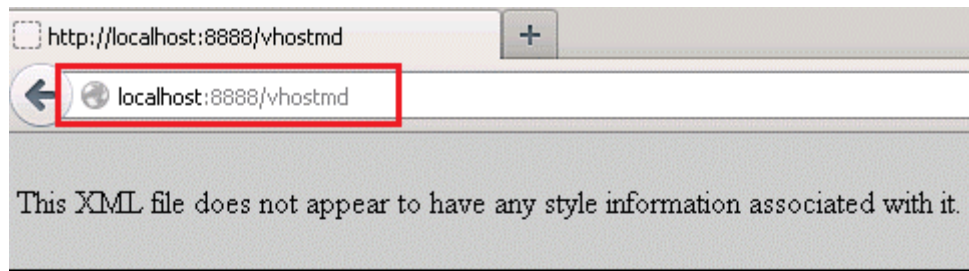 http://localhost:8888/vhostmd
+
localhost:8888/vhostmd
This XML file does not appear to have any style information associated with it.